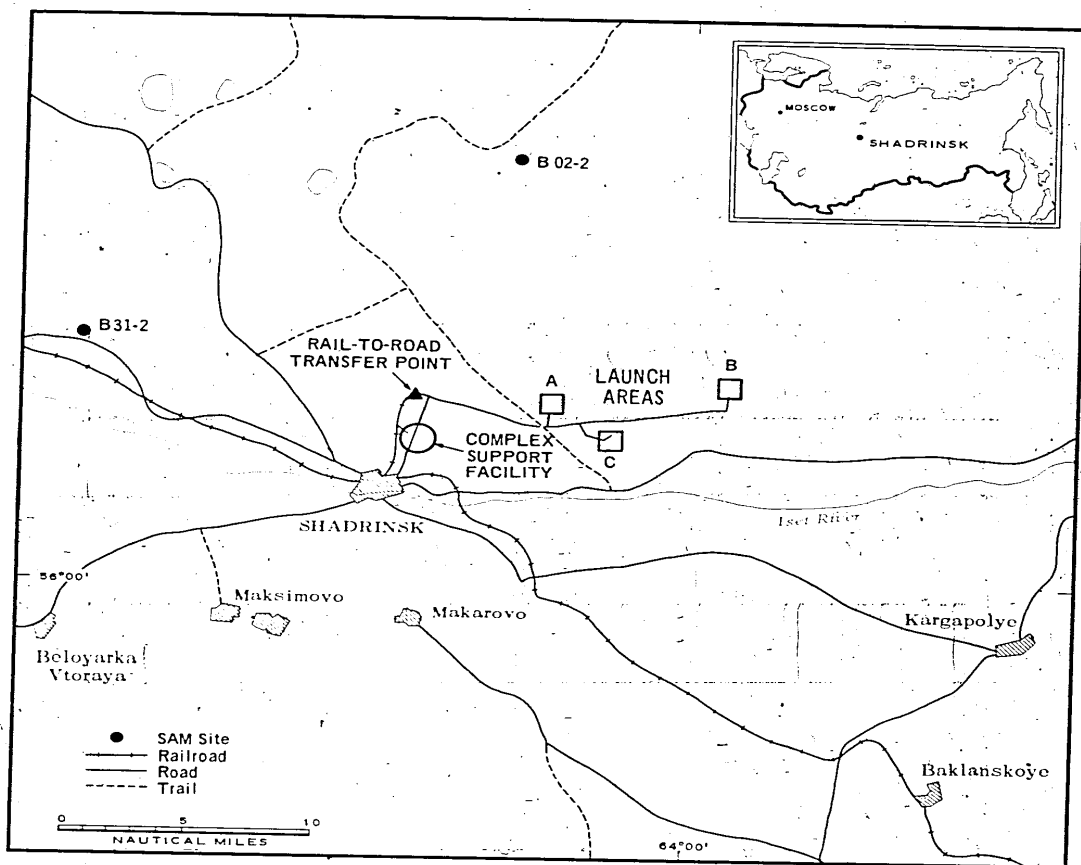 MOSCOW
SHADRINSK
B 02-2
B31-2
RAIL-TO-ROAD
TRANSFER POINT
A
LAUNCH
AREAS
B
C
COMPLEX
SUPPORT
FACILITY
SHADRINSK
Iset River
56°00'
Maksimovo
Makarovo
Kargapolye
Beloyarka
Vtoraya
SAM Site
Railroad
Road
Trail
Baklanskoye
0 5 10
NAUTICAL MILES
64°00'